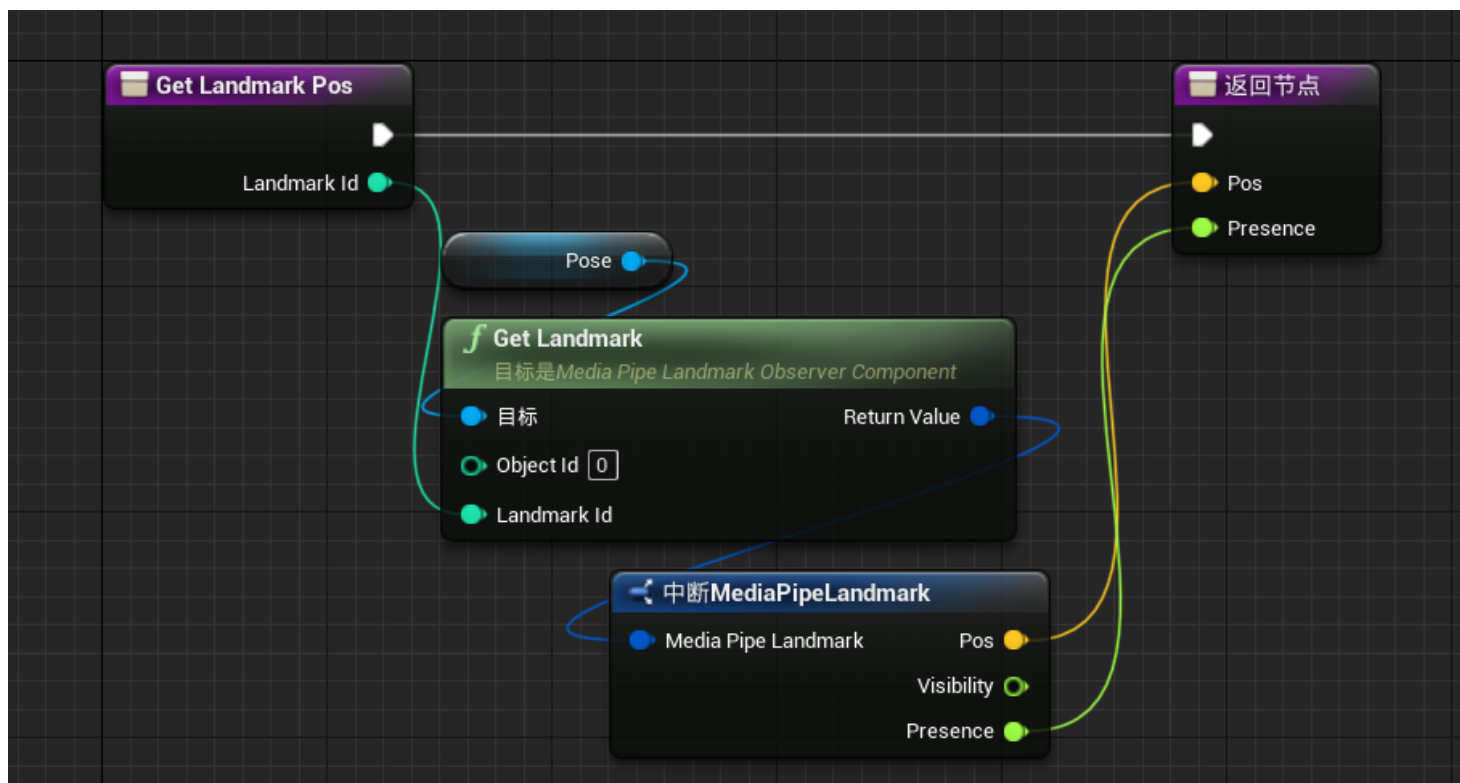 Get Landmark Pos
Landmark Id
返回节点
Pos
Presence
Pose
f Get Landmark
目标是Media Pipe Landmark Observer Component
目标
Return Value
Object Id 0
Landmark Id
中断MediaPipeLandmark
Media Pipe Landmark
Pos
Visibility
Presence